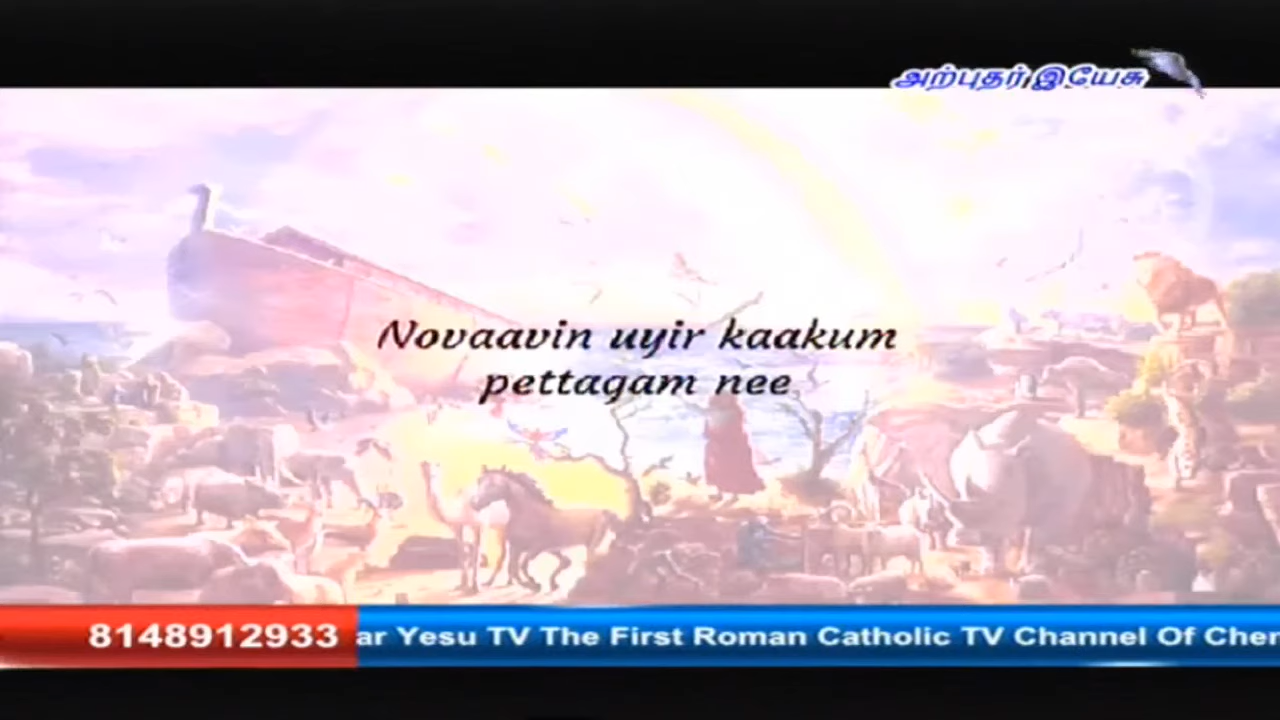 அற்புதர் இயேசு
Novaavin uyir kaakum
pettagam nee
8148912933 ar Yesu TV The First Roman Catholic TV Channel Of Cher